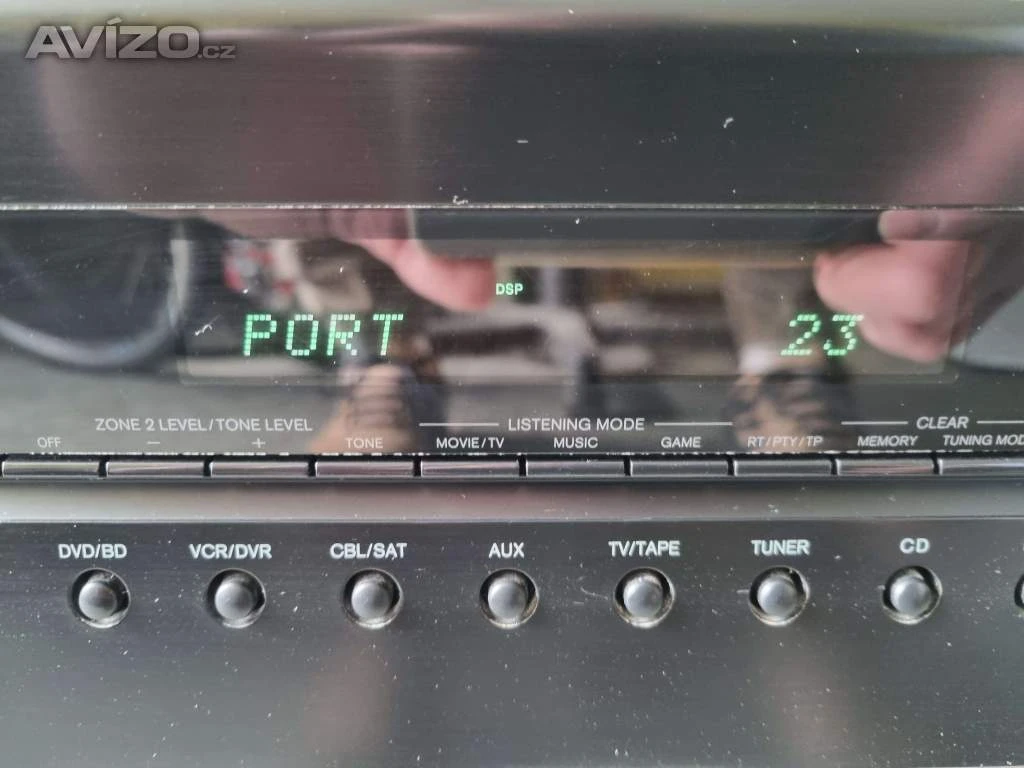 AVÍZO.cz
DSP
PORT 23
ZONE 2 LEVEL/TONE LEVEL LISTENING MODE CLEAR
OFF − + TONE MOVIE/TV MUSIC GAME RT/PTY/TP MEMORY TUNING
DVD/BD VCR/DVR CBL/SAT AUX TV/TAPE TUNER CD